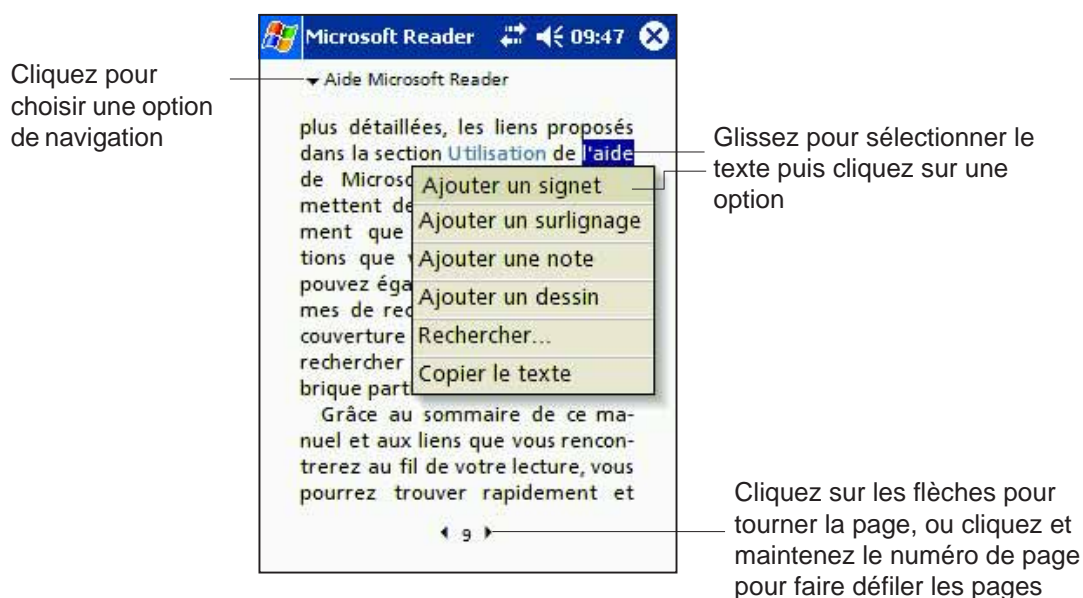 Microsoft Reader 09:47
Cliquez pour
choisir une option
de navigation
Aide Microsoft Reader
plus détaillées, les liens proposés
dans la section Utilisation de l'aide
de Microsc
mettent de
ment que
tions que
pouvez éga
mes de rec
couverture
rechercher
brique part
Ajouter un signet
Ajouter un surlignage
Ajouter une note
Ajouter un dessin
Rechercher...
Copier le texte
Grâce au sommaire de ce ma-
nuel et aux liens que vous rencon-
trerez au fil de votre lecture, vous
pourrez trouver rapidement et
9
Glissez pour sélectionner le
texte puis cliquez sur une
option
Cliquez sur les flèches pour
tourner la page, ou cliquez et
maintenez le numéro de page
pour faire défiler les pages